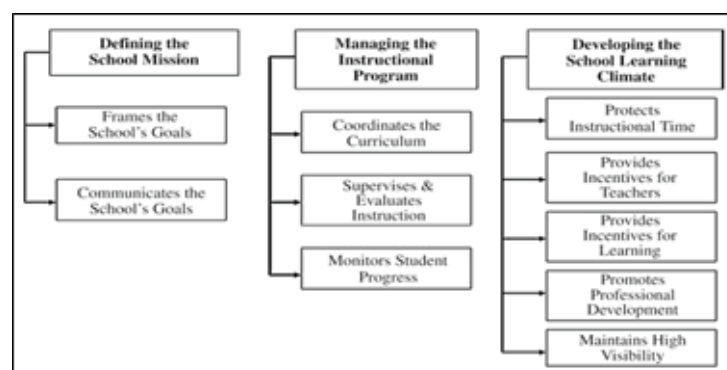 Defining the
School Mission
Frames the
School's Goals
Communicates the
School's Goals
Managing the
Instructional
Program
Coordinates the
Curriculum
Supervises &
Evaluates
Instruction
Monitors Student
Progress
Developing the
School Learning
Climate
Protects
Instructional Time
Provides
Incentives for
Teachers
Provides
Incentives for
Learning
Promotes
Professional
Development
Maintains High
Visibility